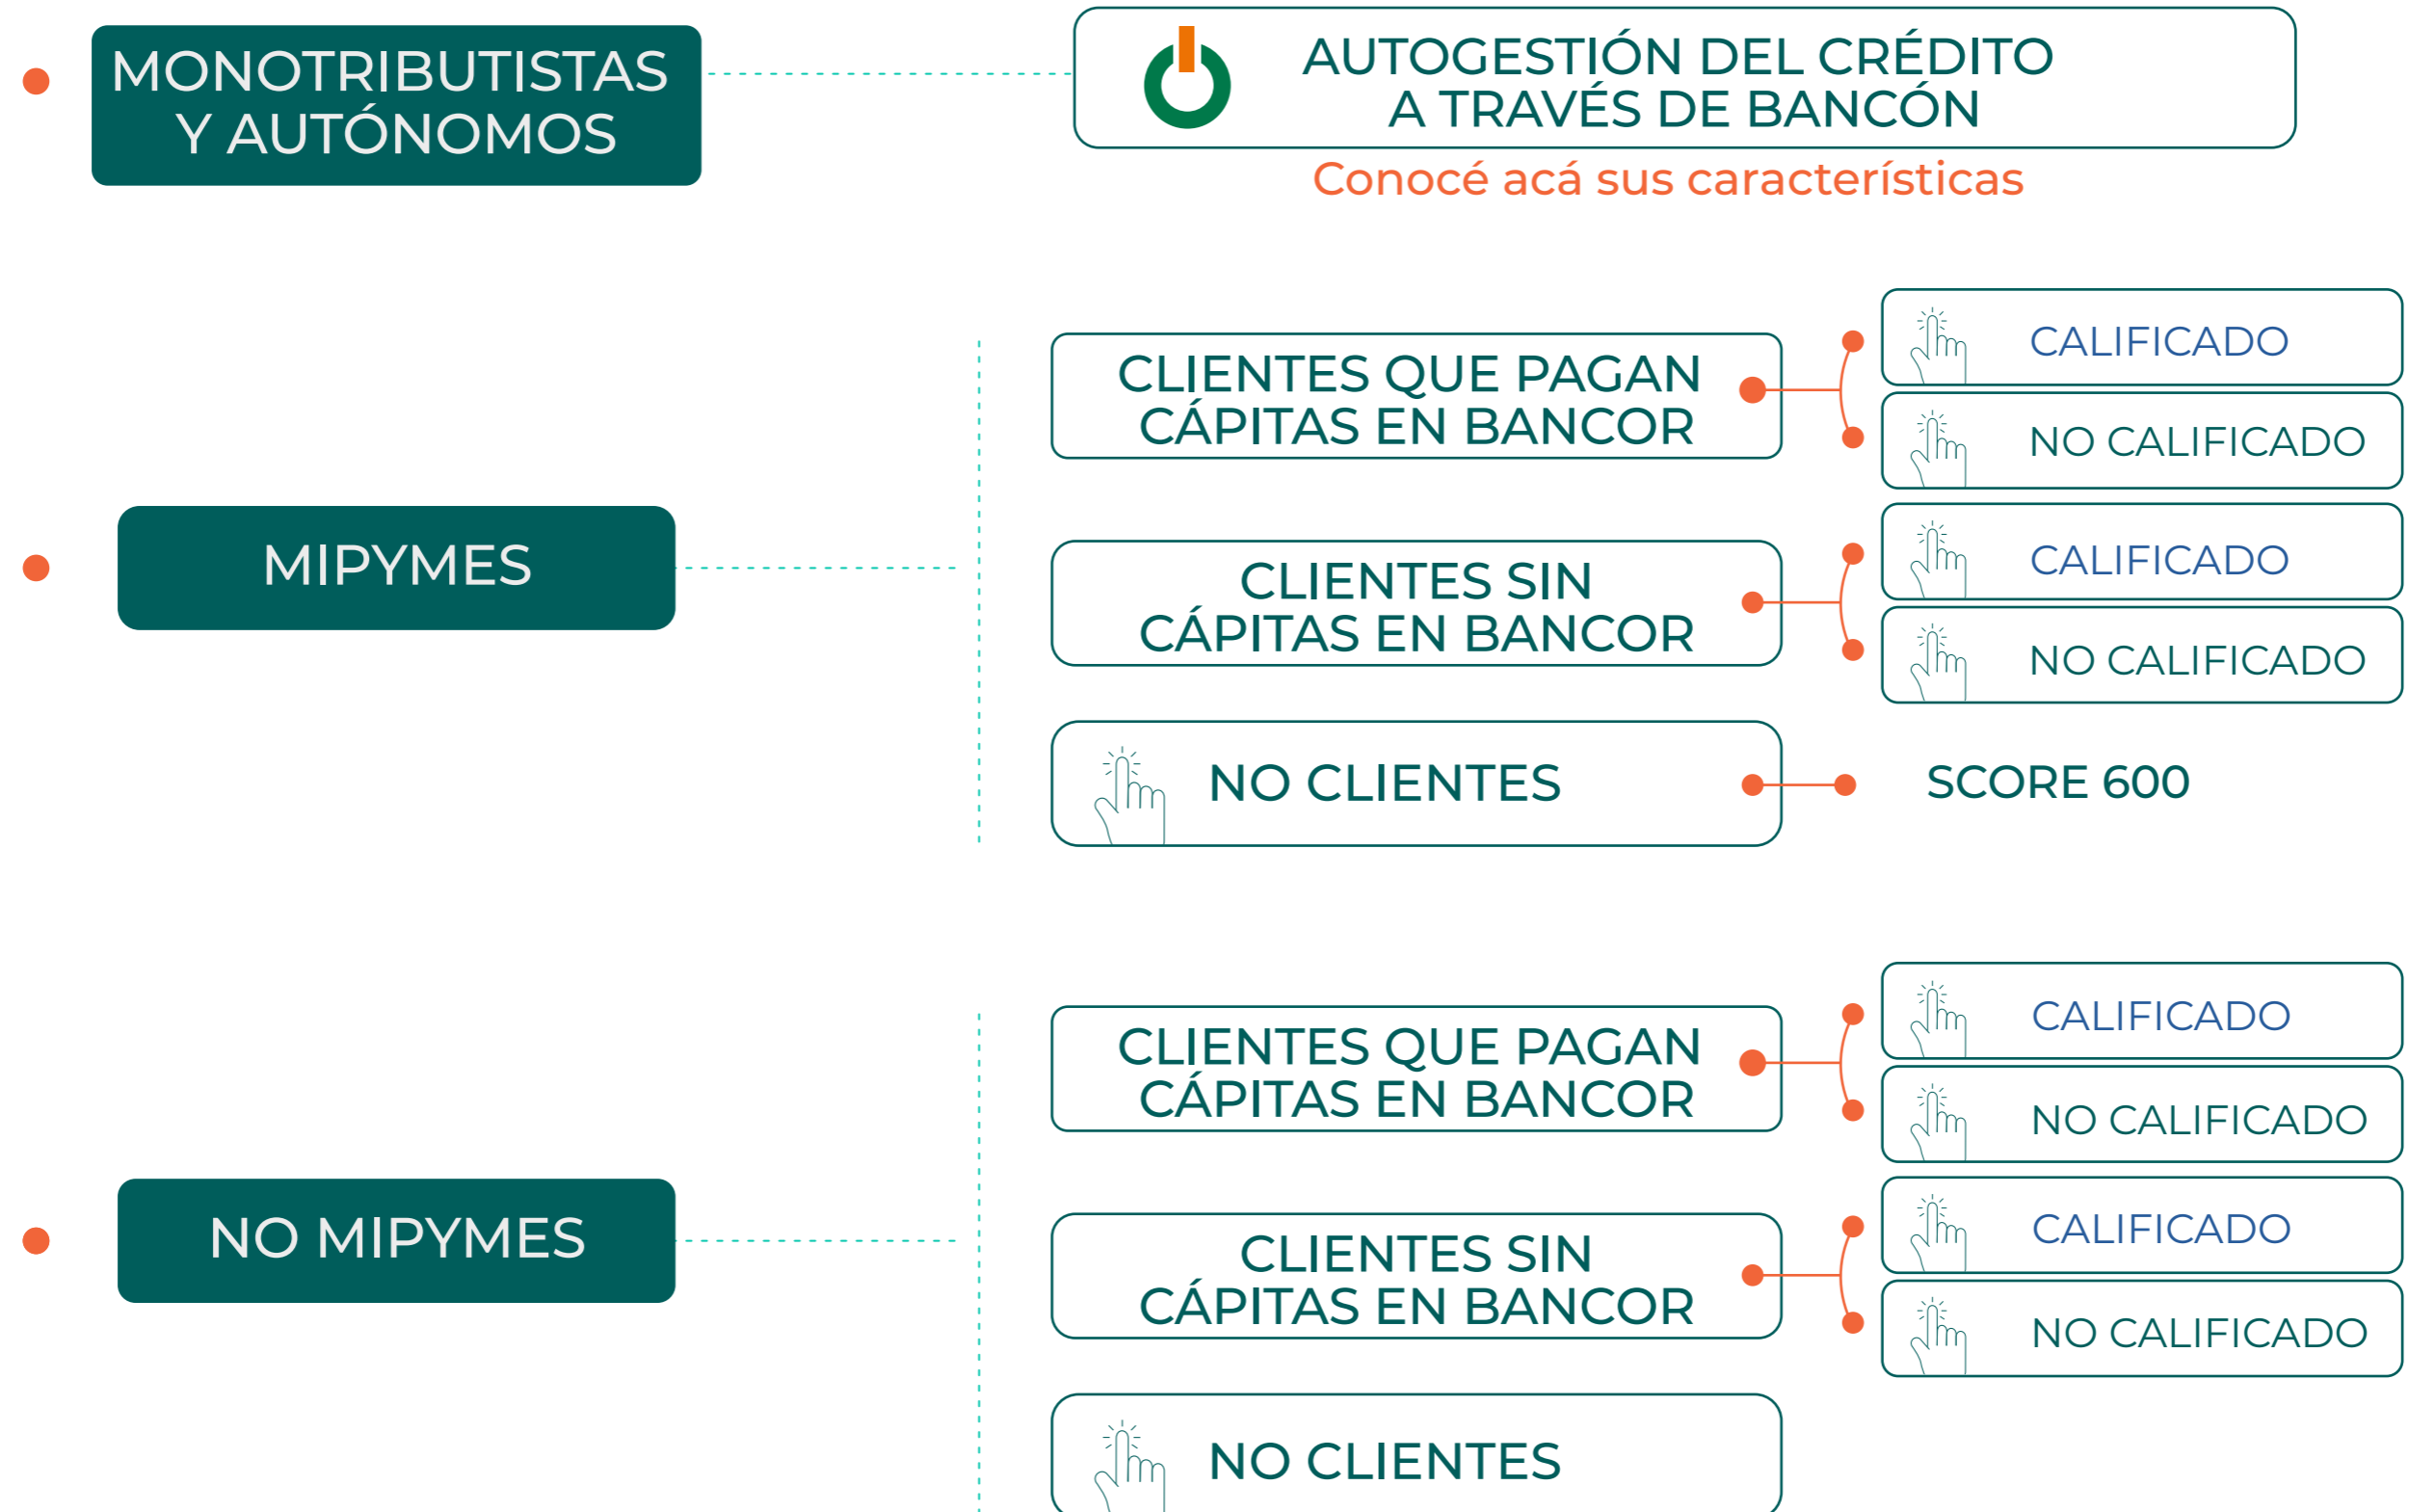 MONOTRIBUTISTAS
Y AUTÓNOMOS
AUTOGESTIÓN DEL CRÉDITO
A TRAVÉS DE BANCÓN
Conocé acá sus características
MIPYMES
CLIENTES QUE PAGAN
CÁPITAS EN BANCOR
CALIFICADO
NO CALIFICADO
CLIENTES SIN
CÁPITAS EN BANCOR
CALIFICADO
NO CALIFICADO
NO CLIENTES
SCORE 600
NO MIPYMES
CLIENTES QUE PAGAN
CÁPITAS EN BANCOR
CALIFICADO
NO CALIFICADO
CLIENTES SIN
CÁPITAS EN BANCOR
CALIFICADO
NO CALIFICADO
NO CLIENTES